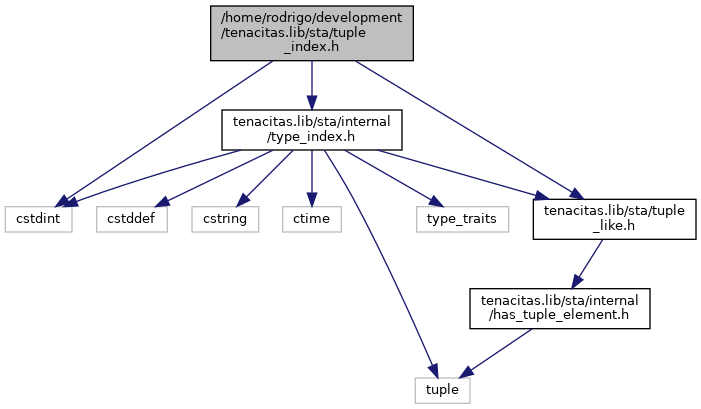 /home/rodrigo/development
/tenacitas.lib/sta/tuple
_index.h
tenacitas.lib/sta/internal
/type_index.h
cstdint
cstddef
cstring
ctime
type_traits
tenacitas.lib/sta/tuple
_like.h
tenacitas.lib/sta/internal
/has_tuple_element.h
tuple